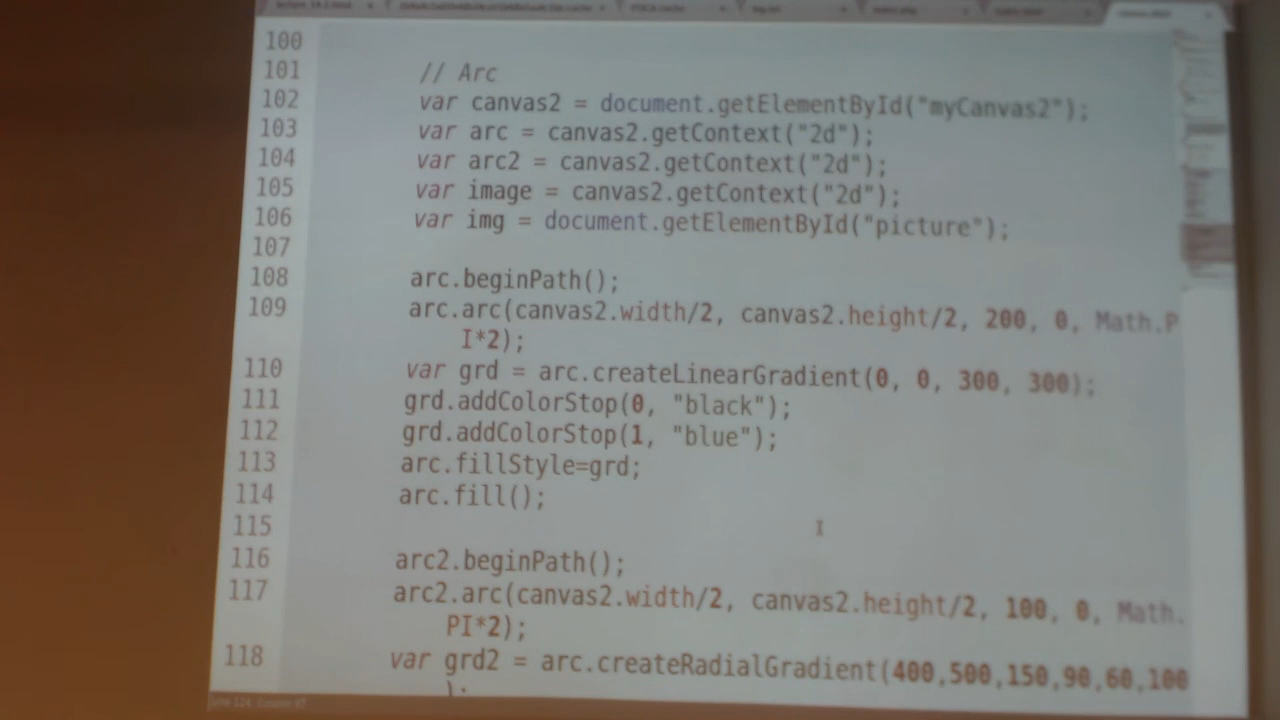 100
101 // Arc
102 var canvas2 = document.getElementById("myCanvas2");
103 var arc = canvas2.getContext("2d");
104 var arc2 = canvas2.getContext("2d");
105 var image = canvas2.getContext("2d");
106 var img = document.getElementById("picture");
107
108 arc.beginPath();
109 arc.arc(canvas2.width/2, canvas2.height/2, 200, 0, Math.P
I*2);
110 var grd = arc.createLinearGradient(0, 0, 300, 300);
111 grd.addColorStop(0, "black");
112 grd.addColorStop(1, "blue");
113 arc.fillStyle=grd;
114 arc.fill();
115
116 arc2.beginPath();
117 arc2.arc(canvas2.width/2, canvas2.height/2, 100, 0, Math.
PI*2);
118 var grd2 = arc.createRadialGradient(400,500,150,90,60,100
);